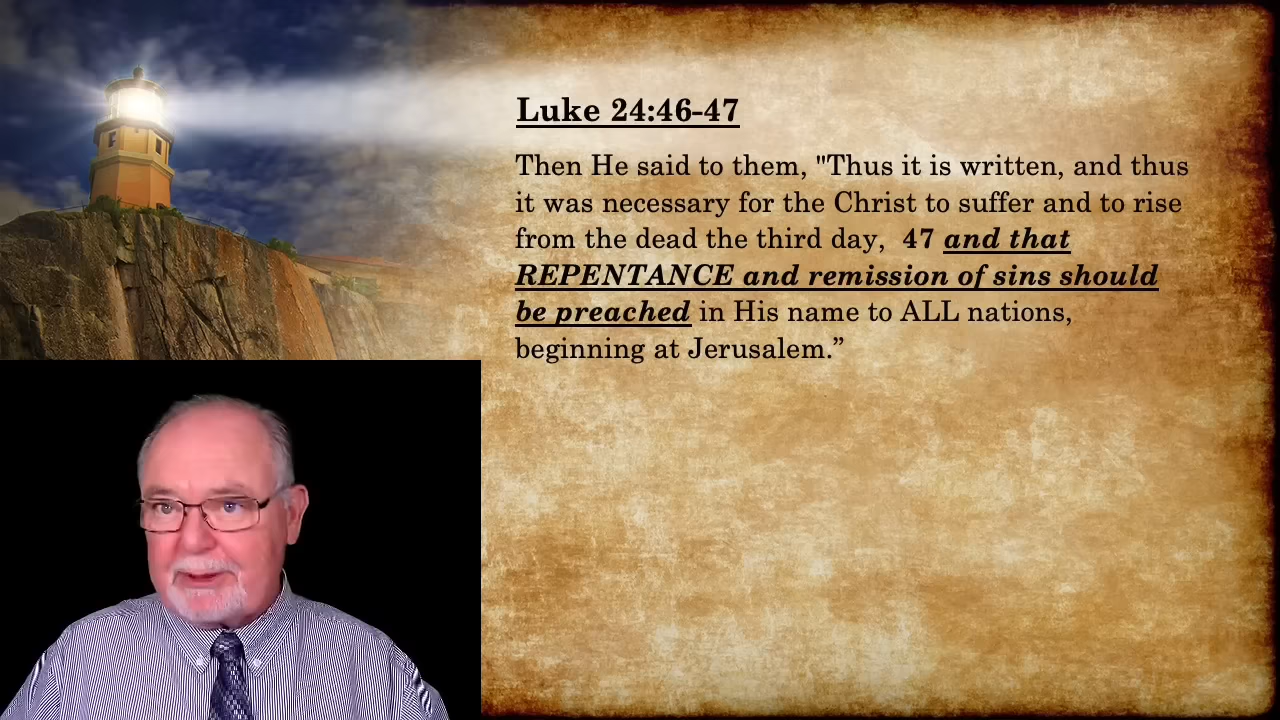 Luke 24:46-47
Then He said to them, "Thus it is written, and thus
it was necessary for the Christ to suffer and to rise
from the dead the third day,  47 and that
REPENTANCE and remission of sins should
be preached in His name to ALL nations,
beginning at Jerusalem.”